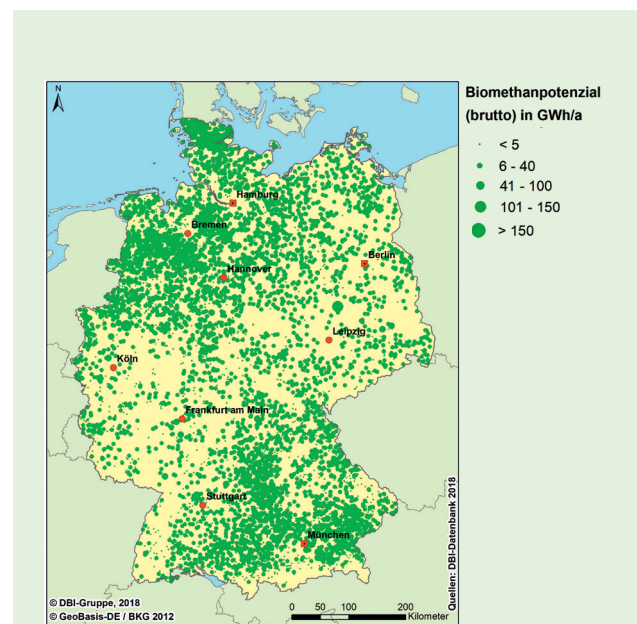 Biomethanpotenzial
(brutto) in GWh/a
< 5
6 - 40
41 - 100
101 - 150
> 150
N
Hamburg
Bremen
Berlin
Hannover
Leipzig
Köln
Frankfurt am Main
Stuttgart
München
Quellen: DBI-Datenbank 2018
© DBI-Gruppe, 2018
© GeoBasis-DE / BKG 2012
0 50 100 200
Kilometer